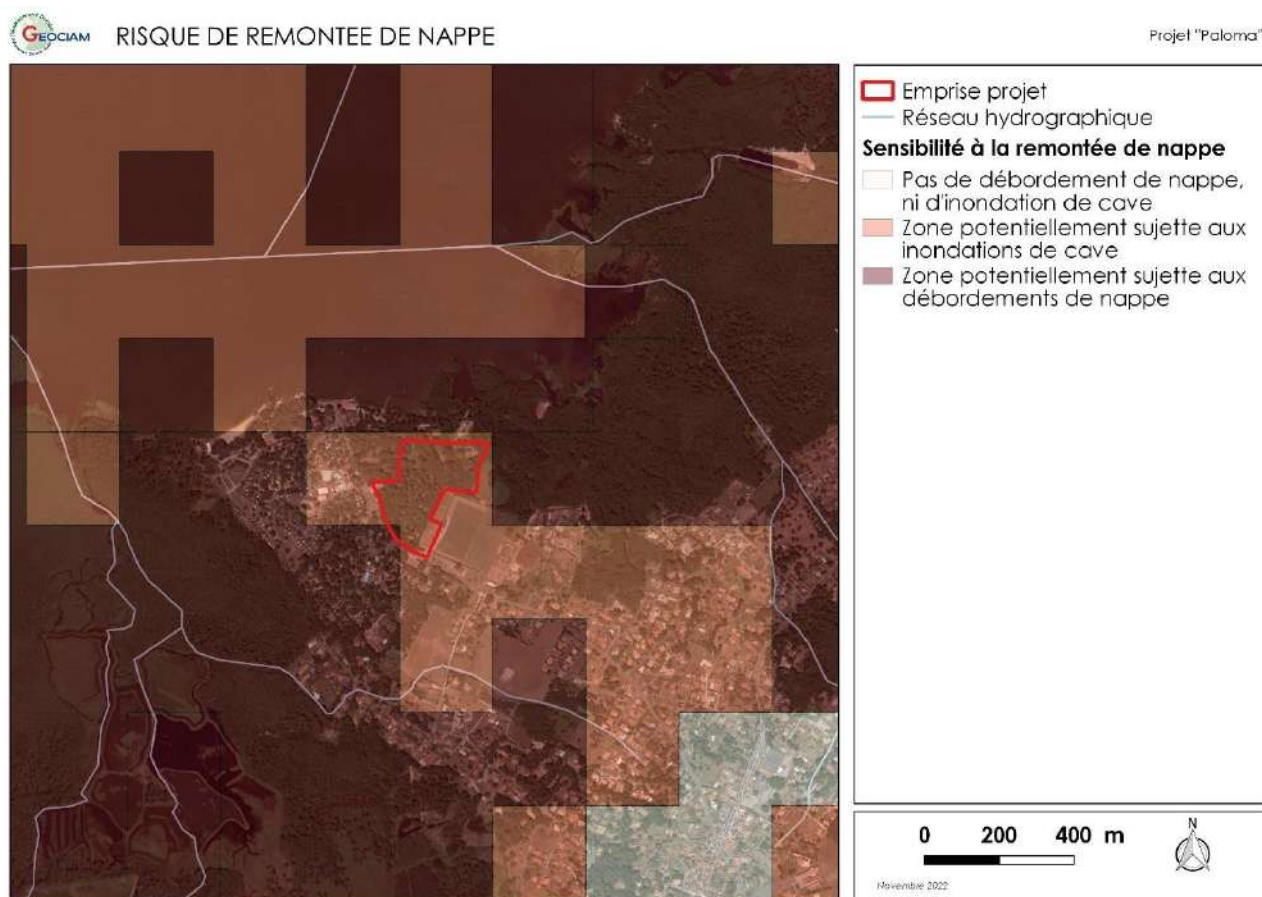 GEOCIAM
RISQUE DE REMONTEE DE NAPPE
Projet "Paloma"
Emprise projet
Réseau hydrographique
Sensibilité à la remontée de nappe
Pas de débordement de nappe,
ni d'inondation de cave
Zone potentiellement sujette aux
inondations de cave
Zone potentiellement sujette aux
débordements de nappe
0 200 400 m
N
Novembre 2022